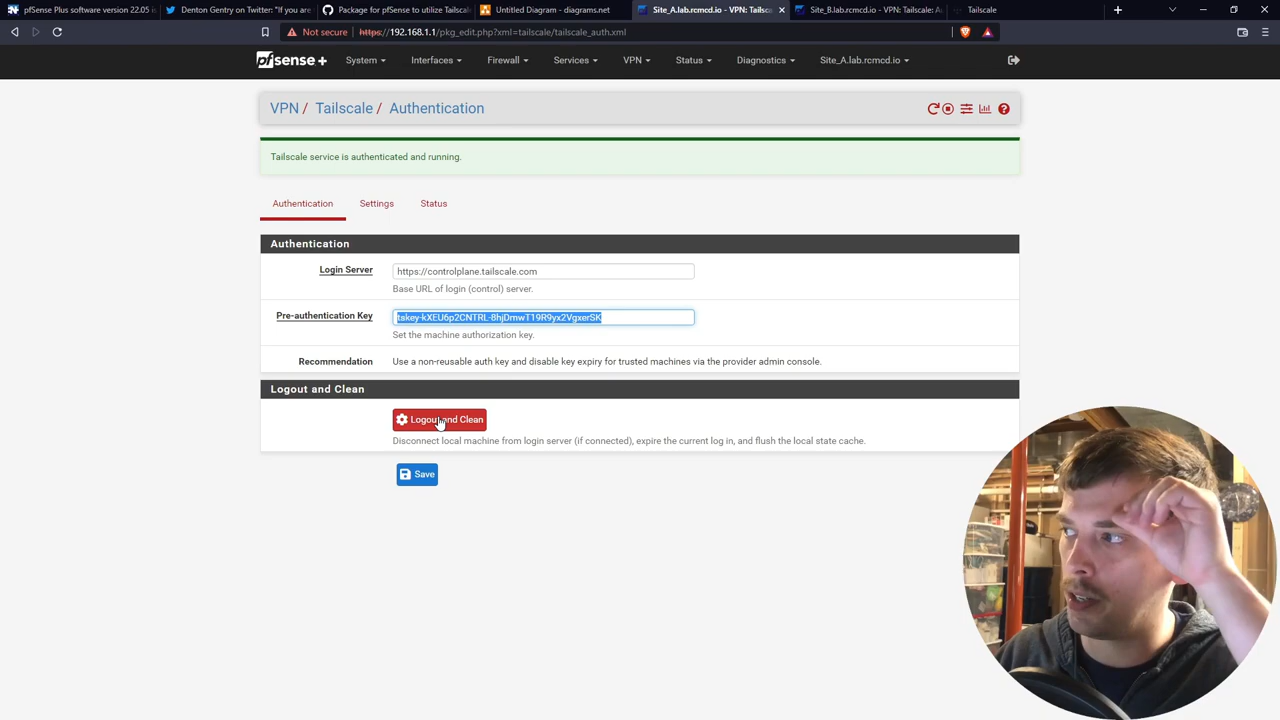 pfSense Plus software version 22.05 i
Denton Gentry on Twitter: "If you are
Package for pfSense to utilize Tailscale
Untitled Diagram - diagrams.net
Site_A.lab.rcmcd.io - VPN: Tailsca
Site_B.lab.rcmcd.io - VPN: Tailscale: A
Tailscale
Not secure https://192.168.1.1/pkg_edit.php?xml=tailscale/tailscale_auth.xml
pfsense+ System Interfaces Firewall Services VPN Status Diagnostics Site_A.lab.rcmcd.io
VPN / Tailscale / Authentication
Tailscale service is authenticated and running.
Authentication Settings Status
Authentication
Login Server https://controlplane.tailscale.com
Base URL of login (control) server.
Pre-authentication Key takey-kXEU6p2CNTRL-8hjDmwT19R9yx2VgxerSK
Set the machine authorization key.
Recommendation Use a non-reusable auth key and disable key expiry for trusted machines via the provider admin console.
Logout and Clean
Logout and Clean
Disconnect local machine from login server (if connected), expire the current log in, and flush the local state cache.
Save